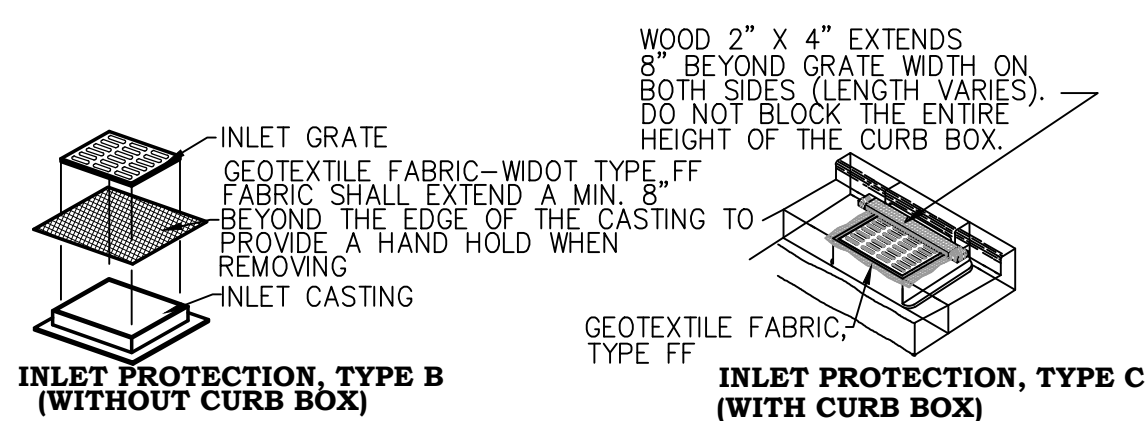 WOOD 2" X 4" EXTENDS
8" BEYOND GRATE WIDTH ON
BOTH SIDES (LENGTH VARIES).
DO NOT BLOCK THE ENTIRE
HEIGHT OF THE CURB BOX.
INLET GRATE
GEOTEXTILE FABRIC-WIDOT TYPE FF
FABRIC SHALL EXTEND A MIN. 8"
BEYOND THE EDGE OF THE CASTING TO
PROVIDE A HAND HOLD WHEN
REMOVING
INLET CASTING
GEOTEXTILE FABRIC,
TYPE FF
INLET PROTECTION, TYPE B
(WITHOUT CURB BOX)
INLET PROTECTION, TYPE C
(WITH CURB BOX)